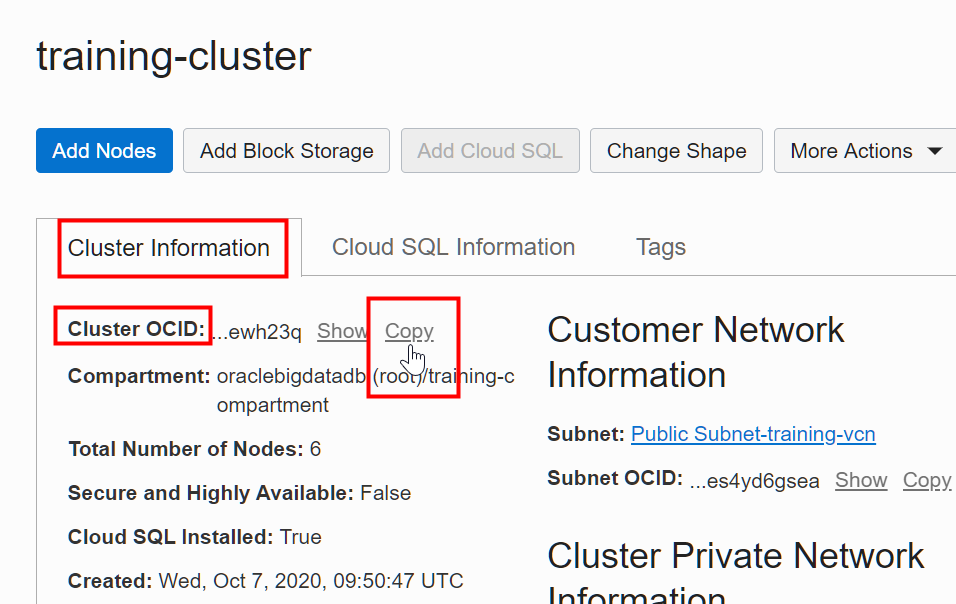 training-cluster
Add Nodes
Add Block Storage
Add Cloud SQL
Change Shape
More Actions
Cluster Information
Cloud SQL Information
Tags
Cluster OCID: ...ewh23q Show Copy
Compartment: oraclebigdatadb (root)/training-c
ompartment
Total Number of Nodes: 6
Secure and Highly Available: False
Cloud SQL Installed: True
Created: Wed, Oct 7, 2020, 09:50:47 UTC
Customer Network
Information
Subnet: Public Subnet-training-vcn
Subnet OCID: ...es4yd6gsea Show Copy
Cluster Private Network
Information